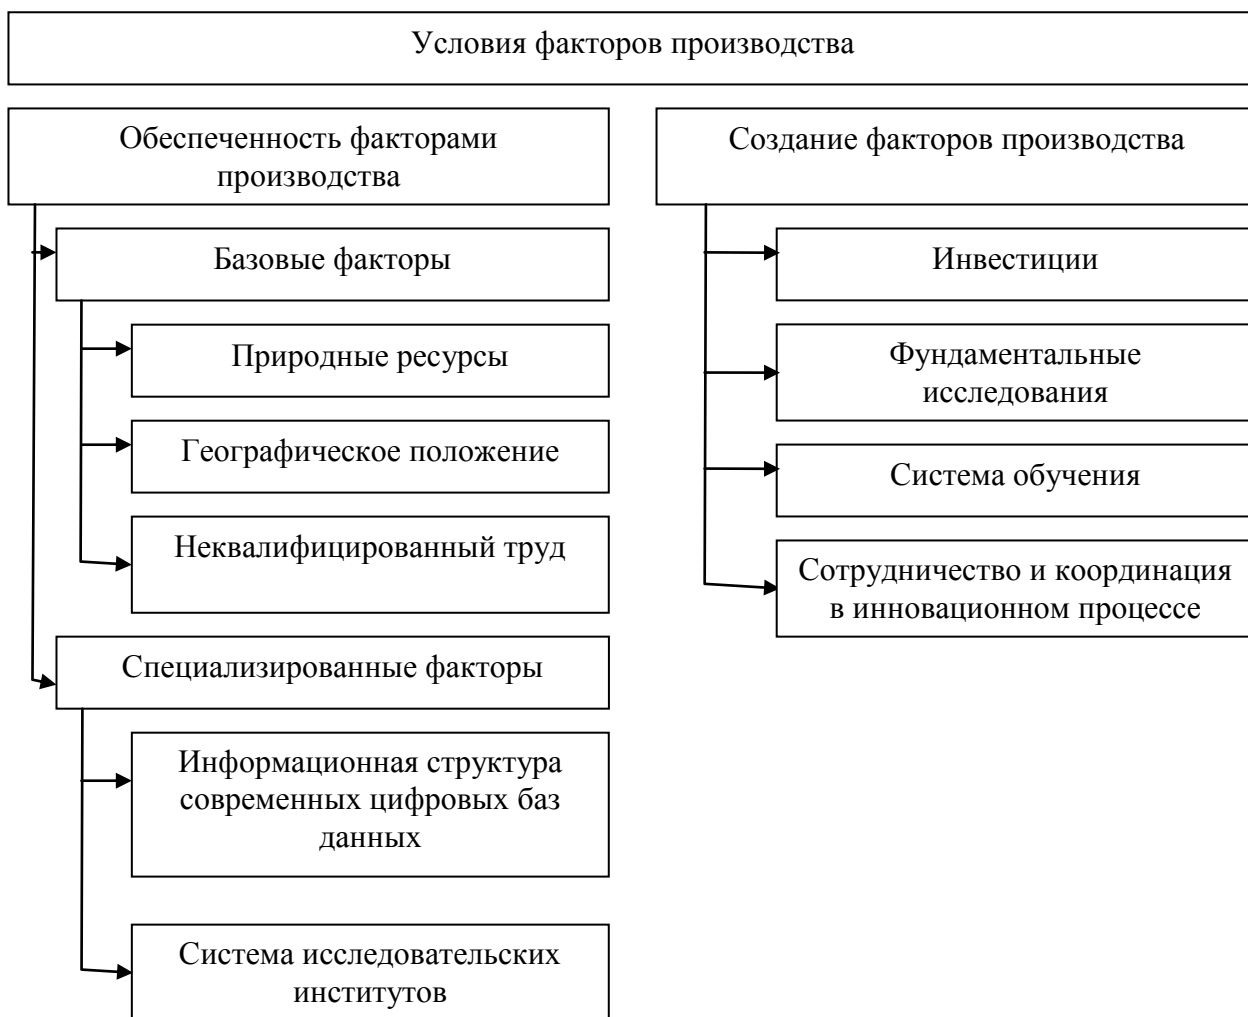 Условия факторов производства
Обеспеченность факторами
производства
Базовые факторы
Природные ресурсы
Географическое положение
Неквалифицированный труд
Специализированные факторы
Информационная структура
современных цифровых баз
данных
Система исследовательских
институтов
Создание факторов производства
Инвестиции
Фундаментальные
исследования
Система обучения
Сотрудничество и координация
в инновационном процессе